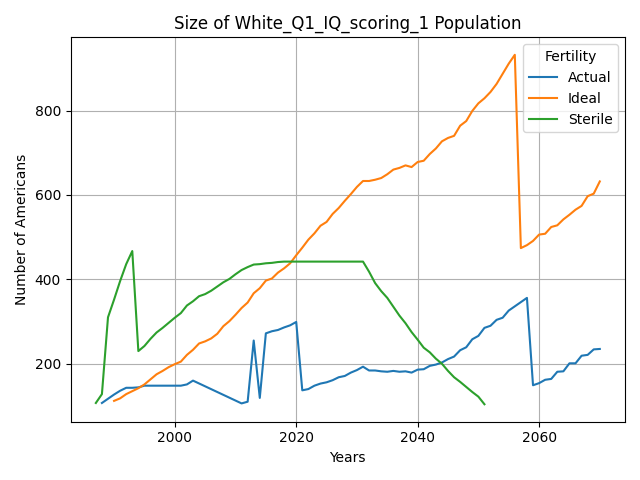 Size of White_Q1_IQ_scoring_1 Population
Number of Americans
800
600
400
200
Fertility
Actual
Ideal
Sterile
2000
2020
2040
2060
Years